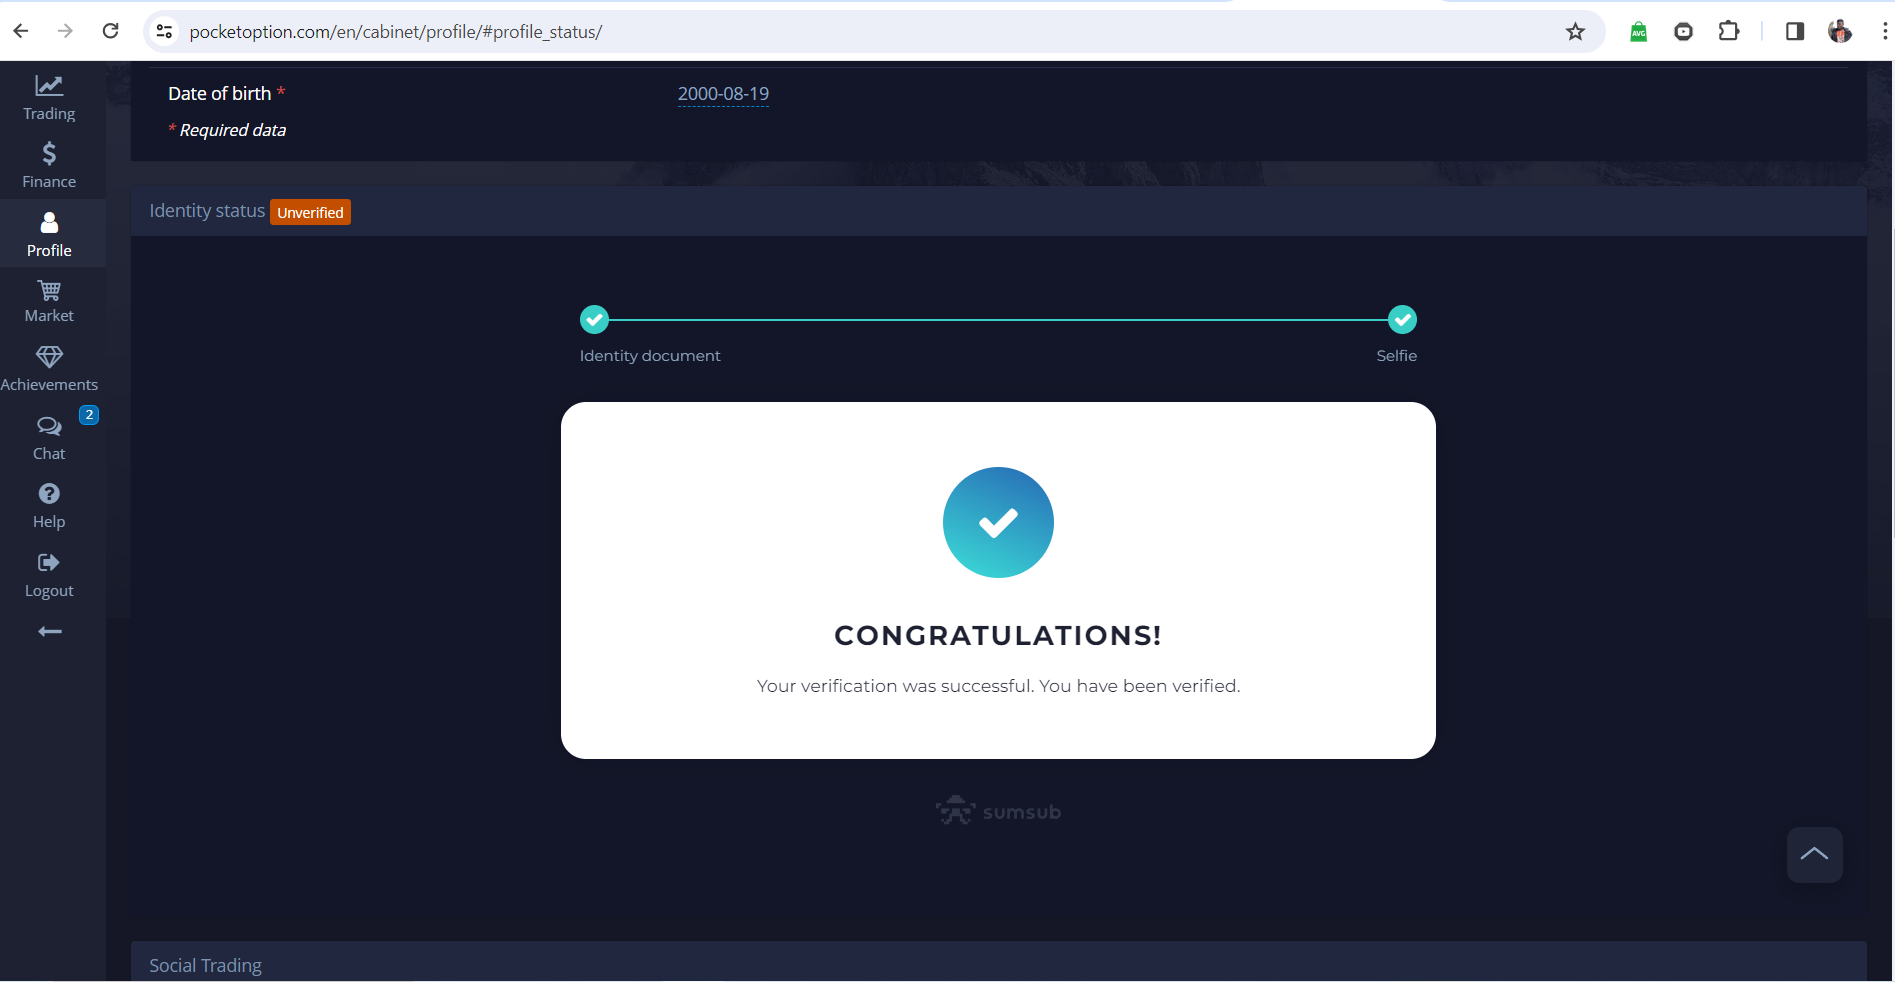 pocketoption.com/en/cabinet/profile/#profile_status/
AVG
Trading
Finance
Profile
Market
Achievements
2
Chat
Help
Logout
Date of birth *
2000-08-19
* Required data
Identity status Unverified
Identity document
Selfie
CONGRATULATIONS!
Your verification was successful. You have been verified.
sumsub
Social Trading